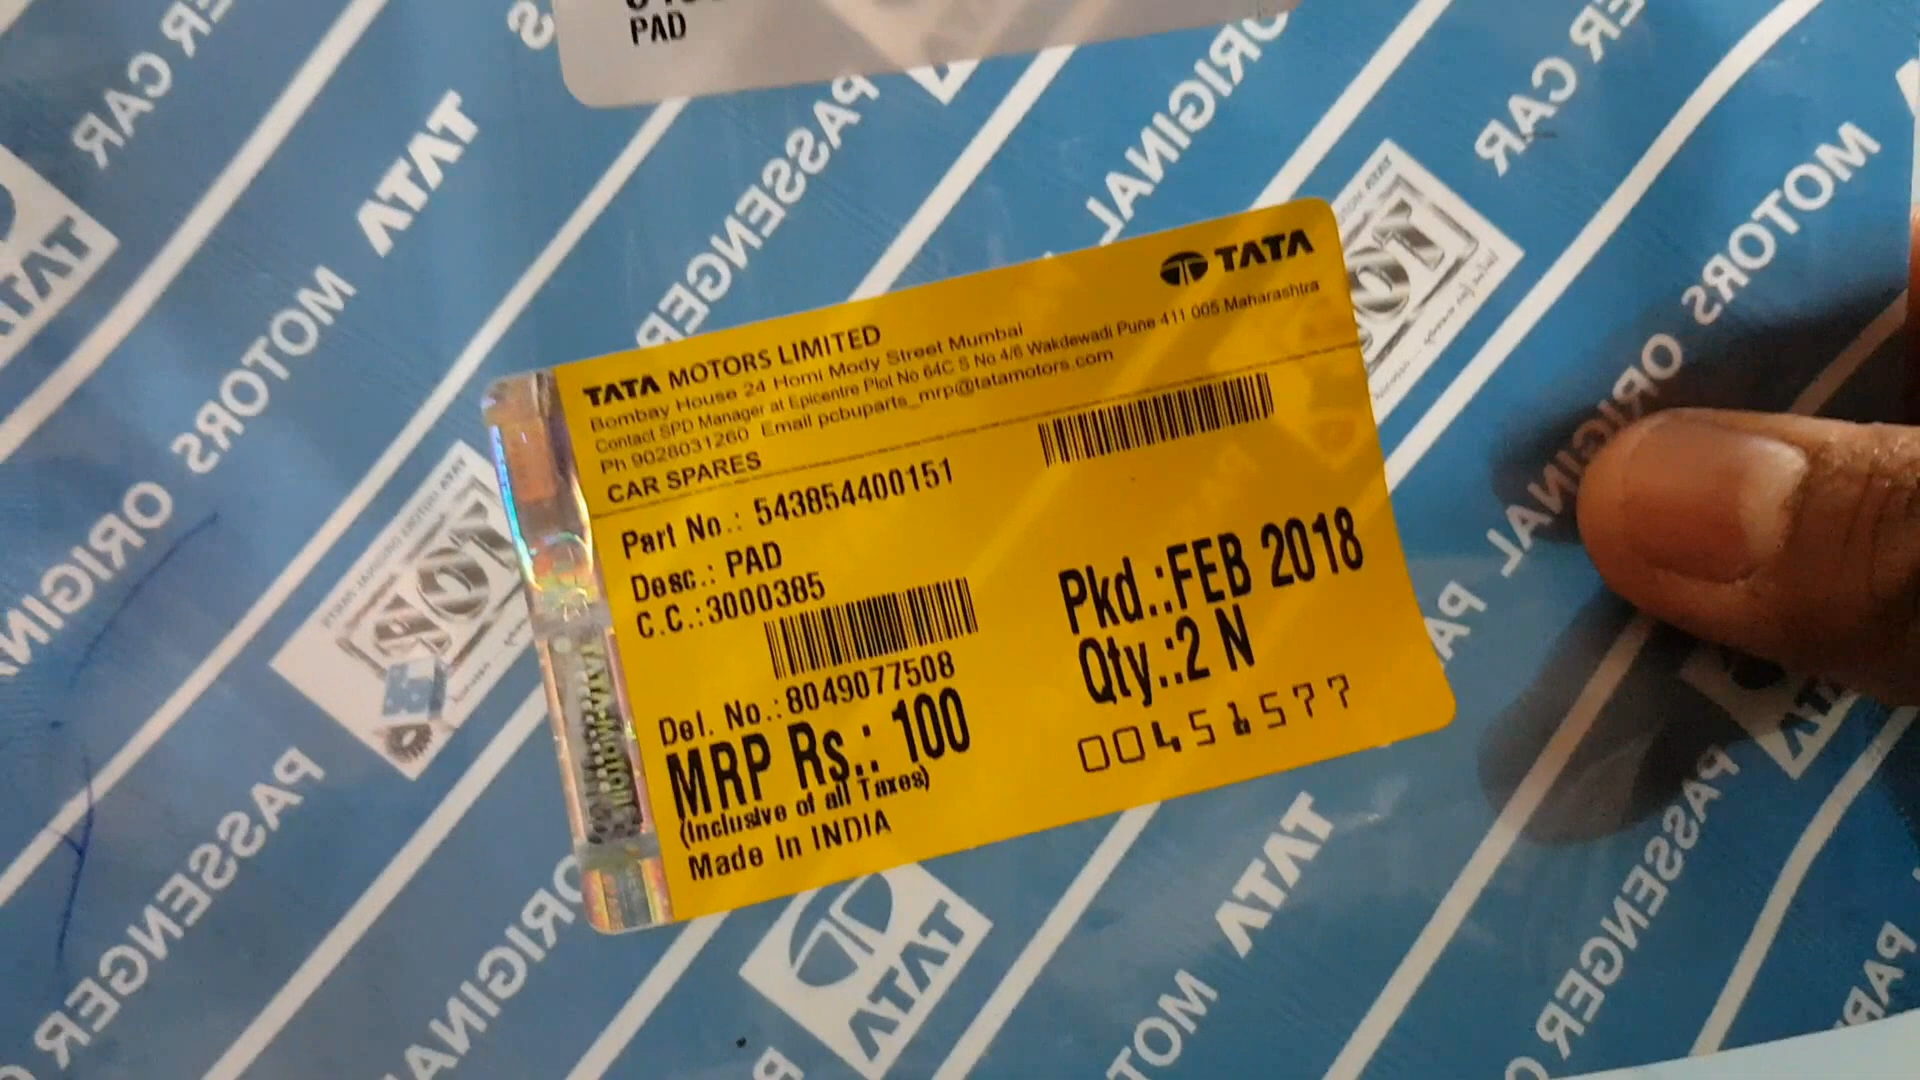 PAD
TATA
TATA MOTORS LIMITED
Bombay House 24 Homi Mody Street Mumbai
Contact SPD Manager at Epicentre Plot No 64C S No 4/6 Wakdewadi Pune 411 005 Maharashtra
Ph 9028031260 Email pcbuparts_mrp@tatamotors.com
CAR SPARES
Part No.: 543854400151
Desc.: PAD
C.C.:3000385
Del. No.:8049077508
MRP Rs.: 100
(Inclusive of all Taxes)
Made in INDIA
Pkd.:FEB 2018
Qty.:2 N
TATA MOTORS ORIGINAL
PASSENGER CAR